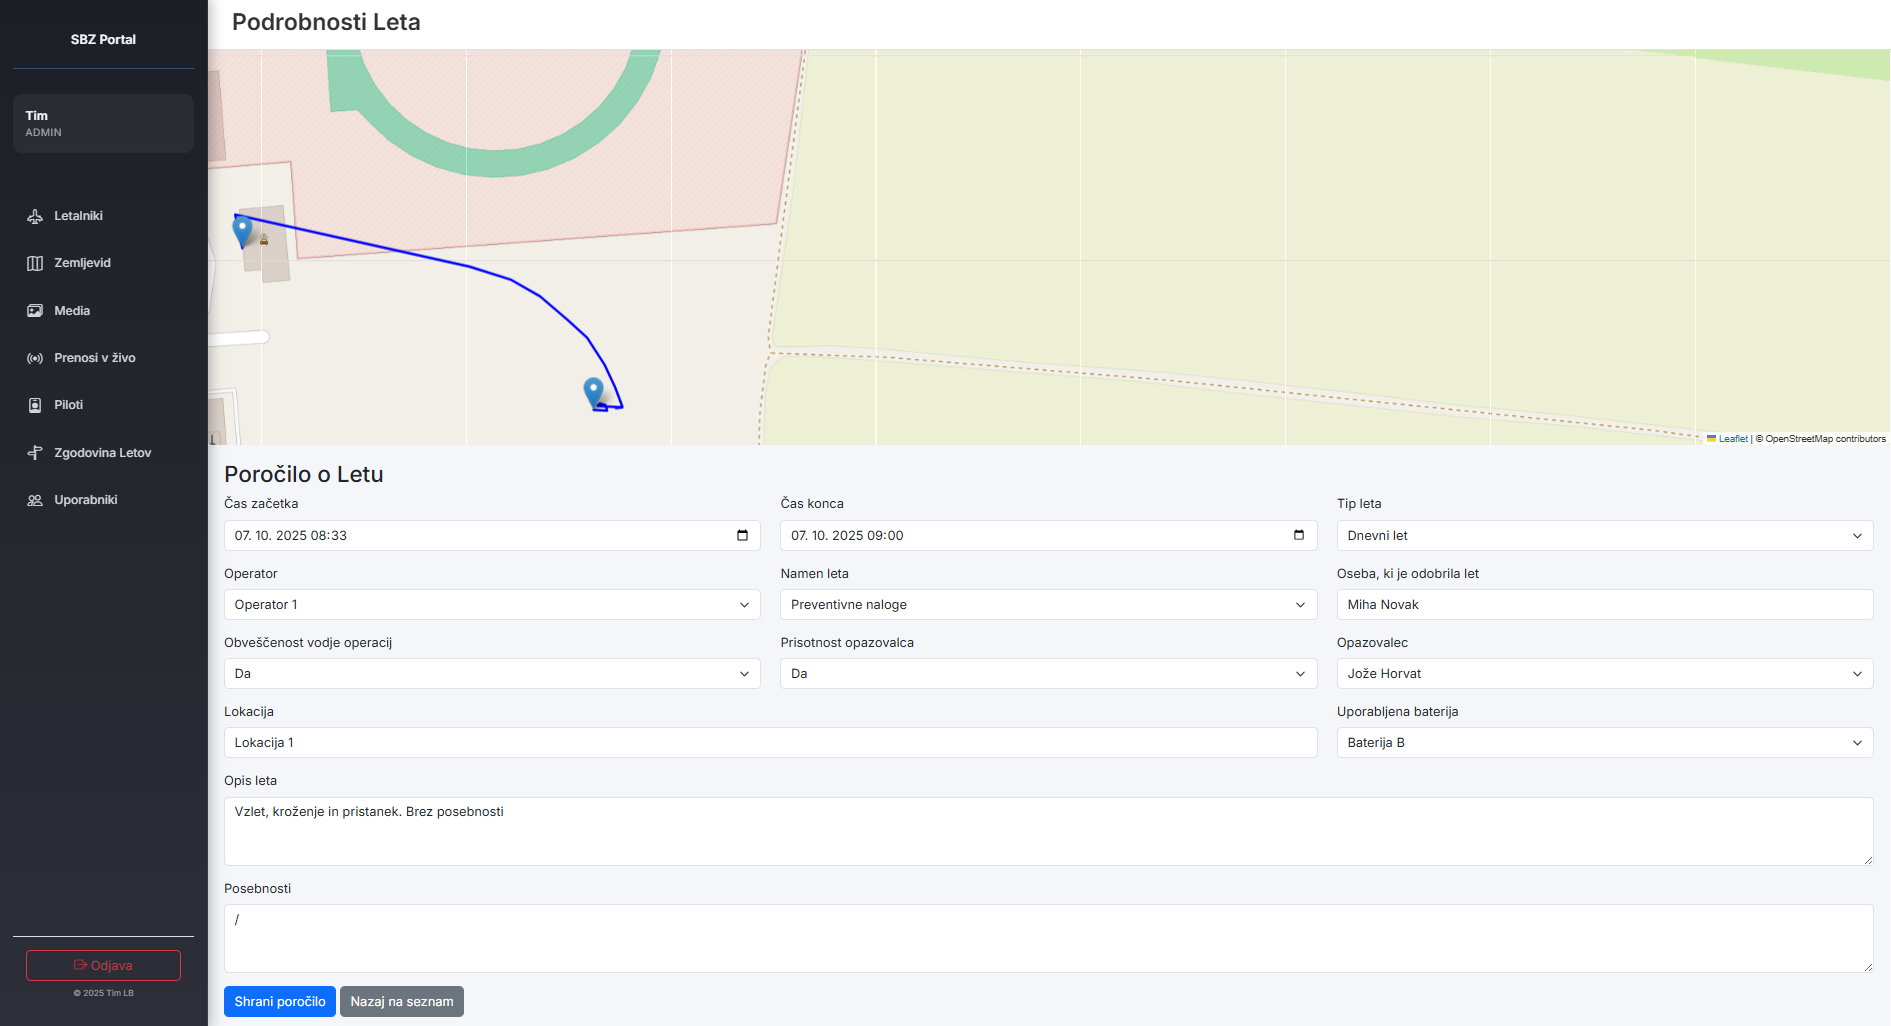 SBZ Portal
Tim
ADMIN
Letalniki
Zemljevid
Media
Prenosi v živo
Piloti
Zgodovina Letov
Uporabniki
Odjava
© 2025 Tim LB
Podrobnosti Leta
Leaflet | © OpenStreetMap contributors
Poročilo o Letu
Čas začetka
07. 10. 2025 08:33
Čas konca
07. 10. 2025 09:00
Tip leta
Dnevni let
Operator
Operator 1
Namen leta
Preventivne naloge
Oseba, ki je odobrila let
Miha Novak
Obveščenost vodje operacij
Da
Prisotnost opazovalca
Da
Opazovalec
Jože Horvat
Lokacija
Lokacija 1
Uporabljena baterija
Baterija B
Opis leta
Vzlet, kroženje in pristanek. Brez posebnosti
Posebnosti
/
Shrani poročilo
Nazaj na seznam